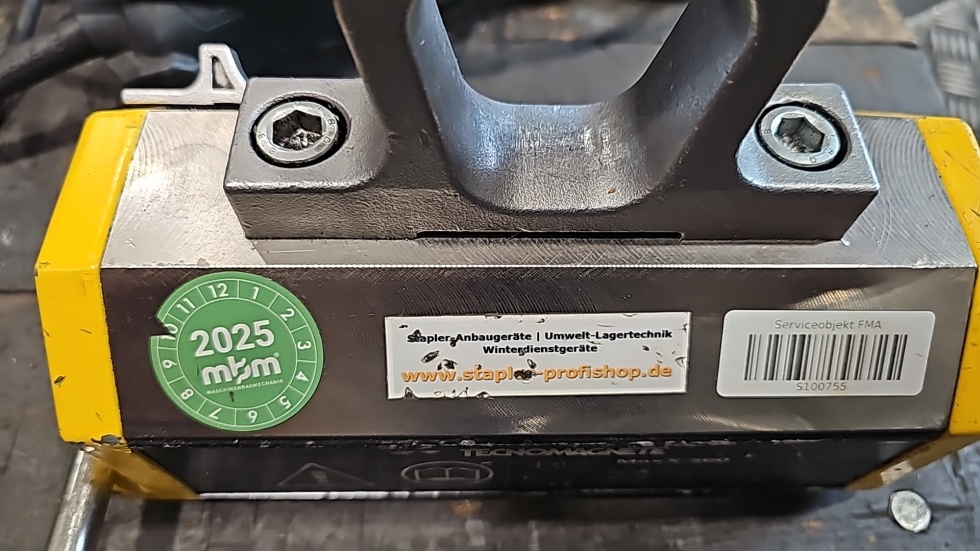 12
1
2
3
4
5
6
7
8
9
10
11
2025
mbm
MASCHINENBAUMECHANIK
Stapler-Anbaugeräte | Umwelt-Lagertechnik
Winterdienstgeräte
www.stapler-profishop.de
Serviceobjekt FMA
S100755
TECNOMAGNETE